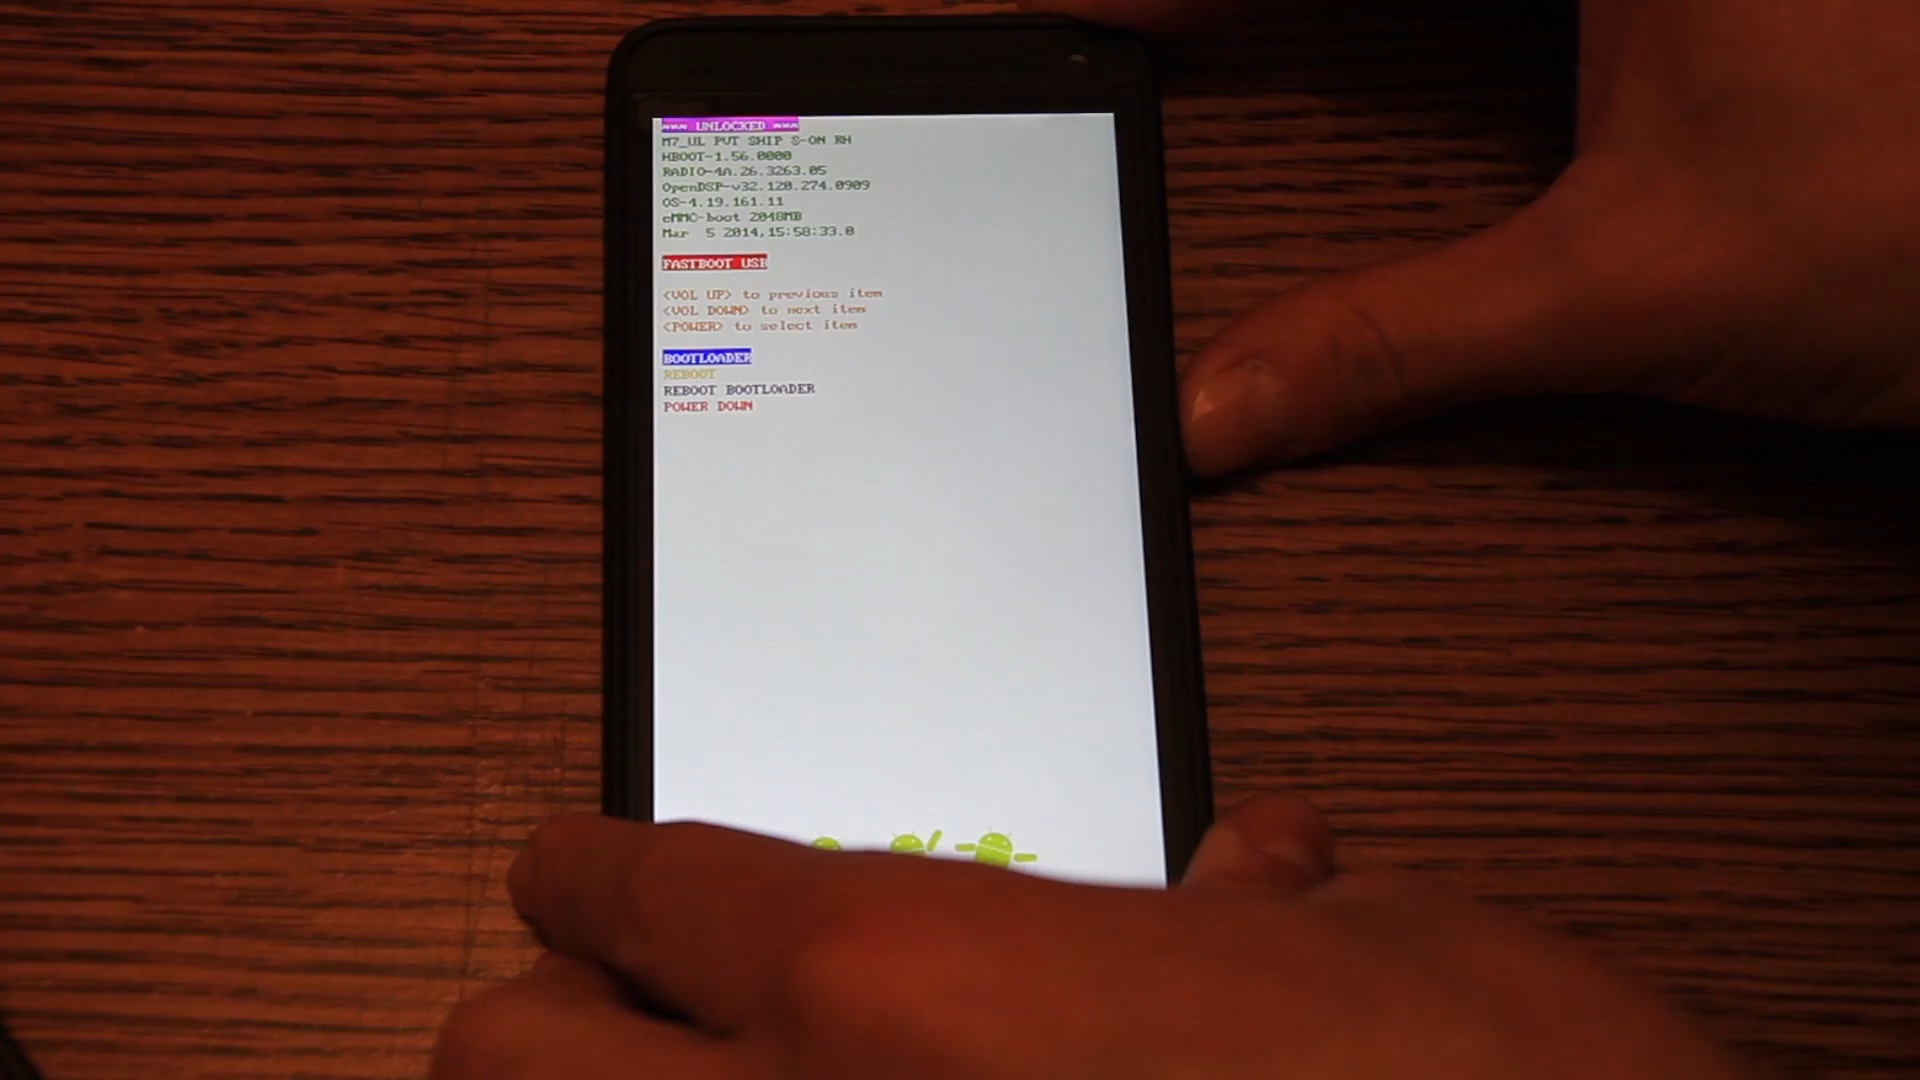 *** UNLOCKED ***
M7_UL PVT SHIP S-ON RH
HBOOT-1.56.0000
RADIO-4A.26.3263.05
OpenDSP-v32.120.274.0909
OS-4.19.161.11
eMMC-boot 2048MB
Mar 5 2014,15:58:33.0
FASTBOOT USB
<VOL UP> to previous item
<VOL DOWN> to next item
<POWER> to select item
BOOTLOADER
REBOOT
REBOOT BOOTLOADER
POWER DOWN